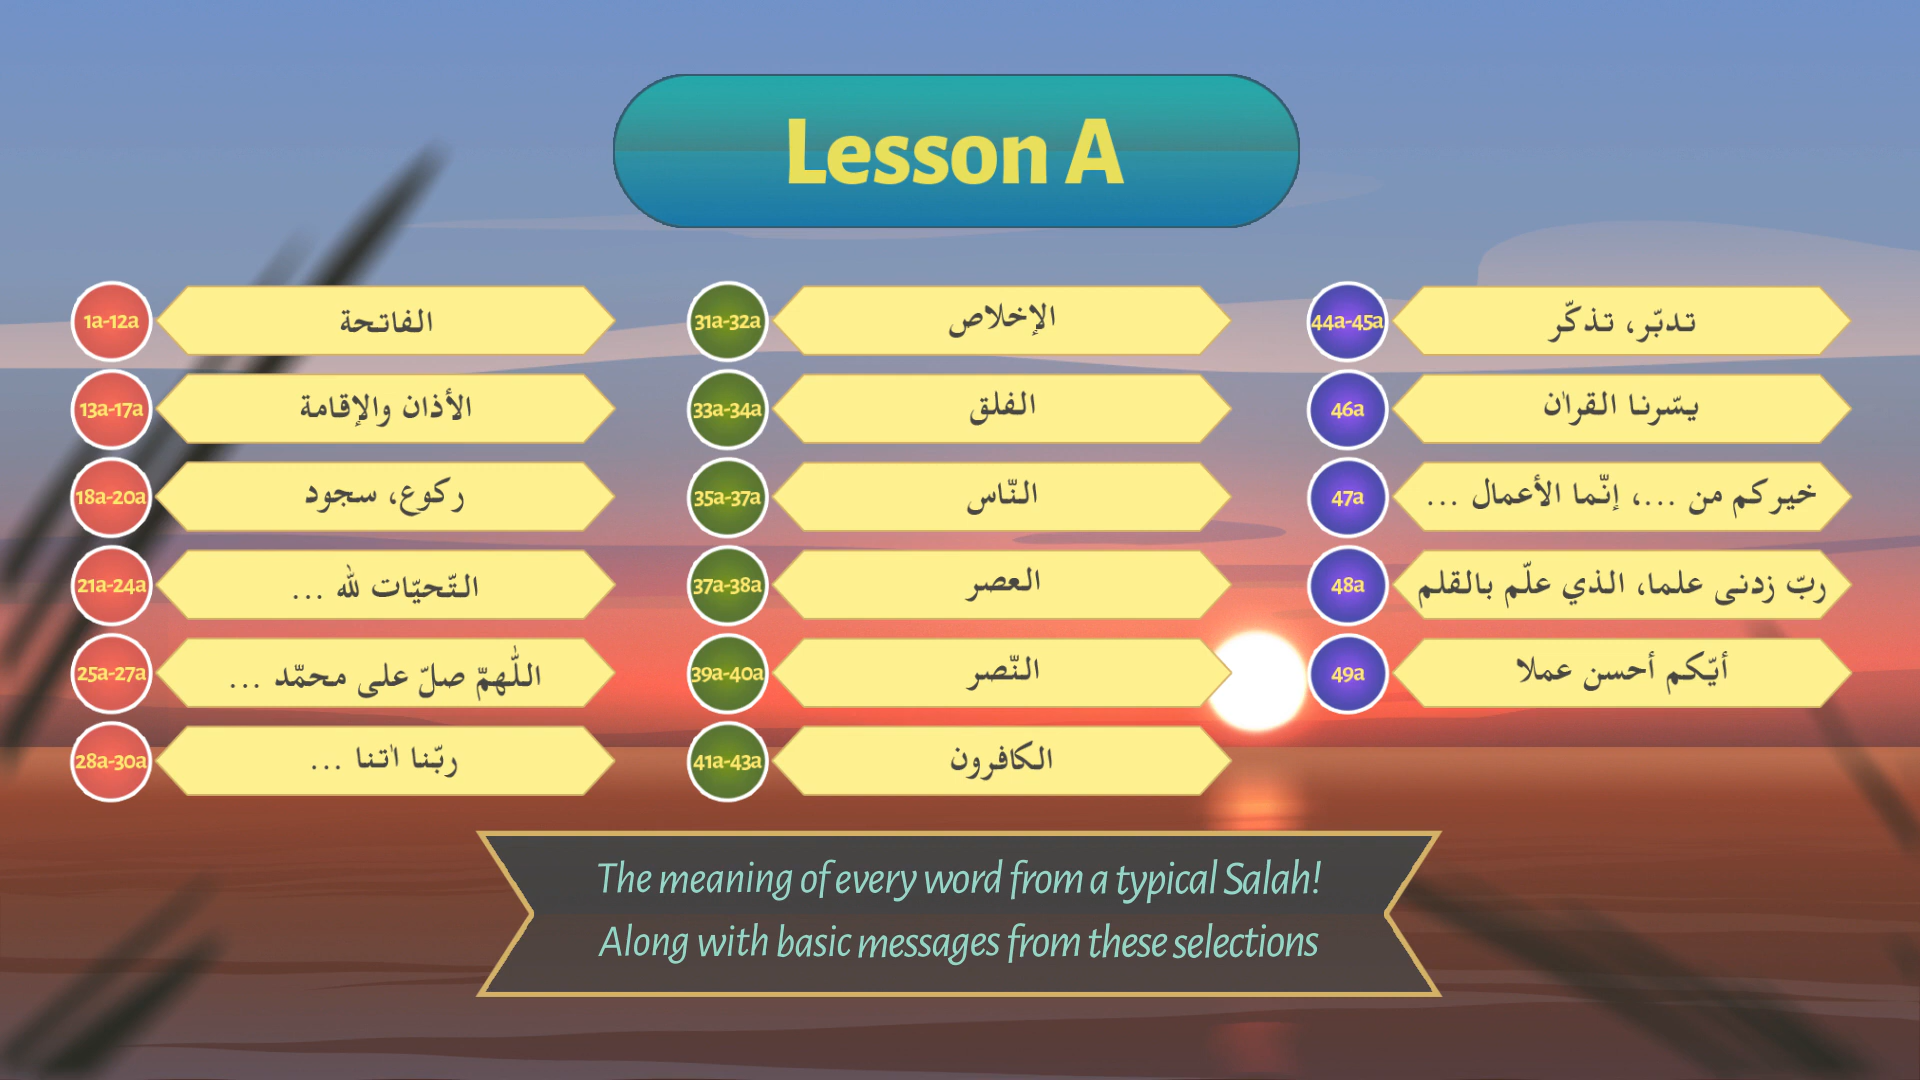 Lesson A
1a-12a
الفاتحة
13a-17a
الأذان والإقامة
18a-20a
ركوع، سجود
21a-24a
التّحيّات لله ...
25a-27a
اللّٰهمّ صلّ على محمّد ...
28a-30a
ربّنا اٰتنا ...
31a-32a
الإخلاص
33a-34a
الفلق
35a-37a
النّاس
37a-38a
العصر
39a-40a
النّصر
41a-43a
الكافرون
44a-45a
تدبّر، تذكّر
46a
يسّرنا القراٰن
47a
خيركم من ...، إنّما الأعمال ...
48a
ربّ زدنى علما، الذي علّم بالقلم
49a
أيّكم أحسن عملا
The meaning of every word from a typical Salah!
Along with basic messages from these selections